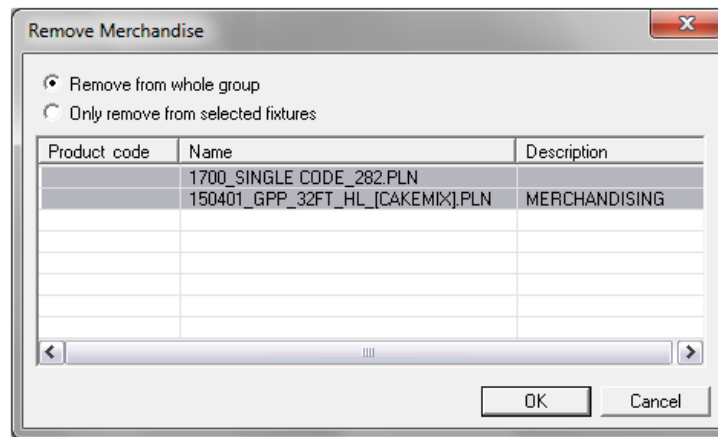 Remove Merchandise
Remove from whole group
Only remove from selected fixtures
Product code Name Description
1700_SINGLE CODE_282.PLN
150401_GPP_32FT_HL_[CAKEMIX].PLN MERCHANDISING
OK Cancel